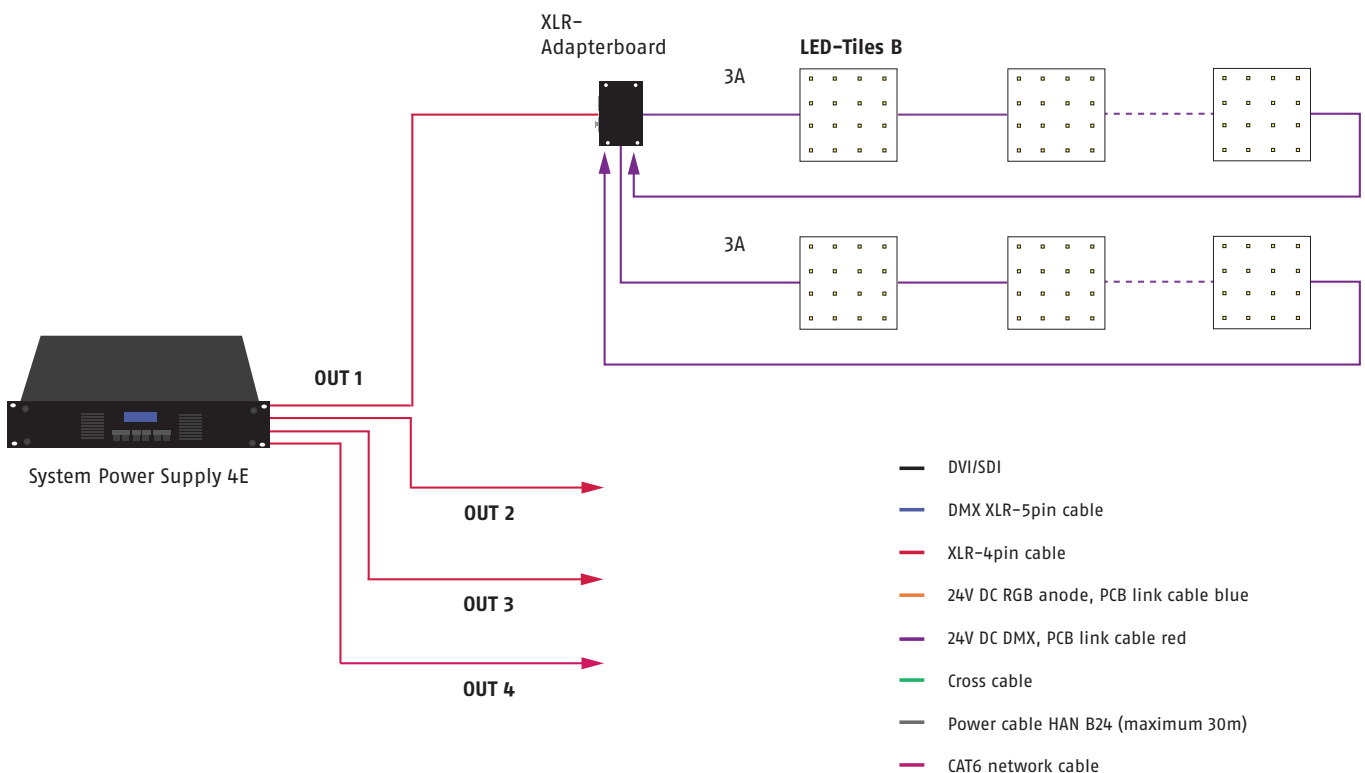 XLR-
Adapterboard
LED-Tiles B
3A
3A
OUT 1
System Power Supply 4E
OUT 2
OUT 3
OUT 4
DVI/SDI
DMX XLR-5pin cable
XLR-4pin cable
24V DC RGB anode, PCB link cable blue
24V DC DMX, PCB link cable red
Cross cable
Power cable HAN B24 (maximum 30m)
CAT6 network cable